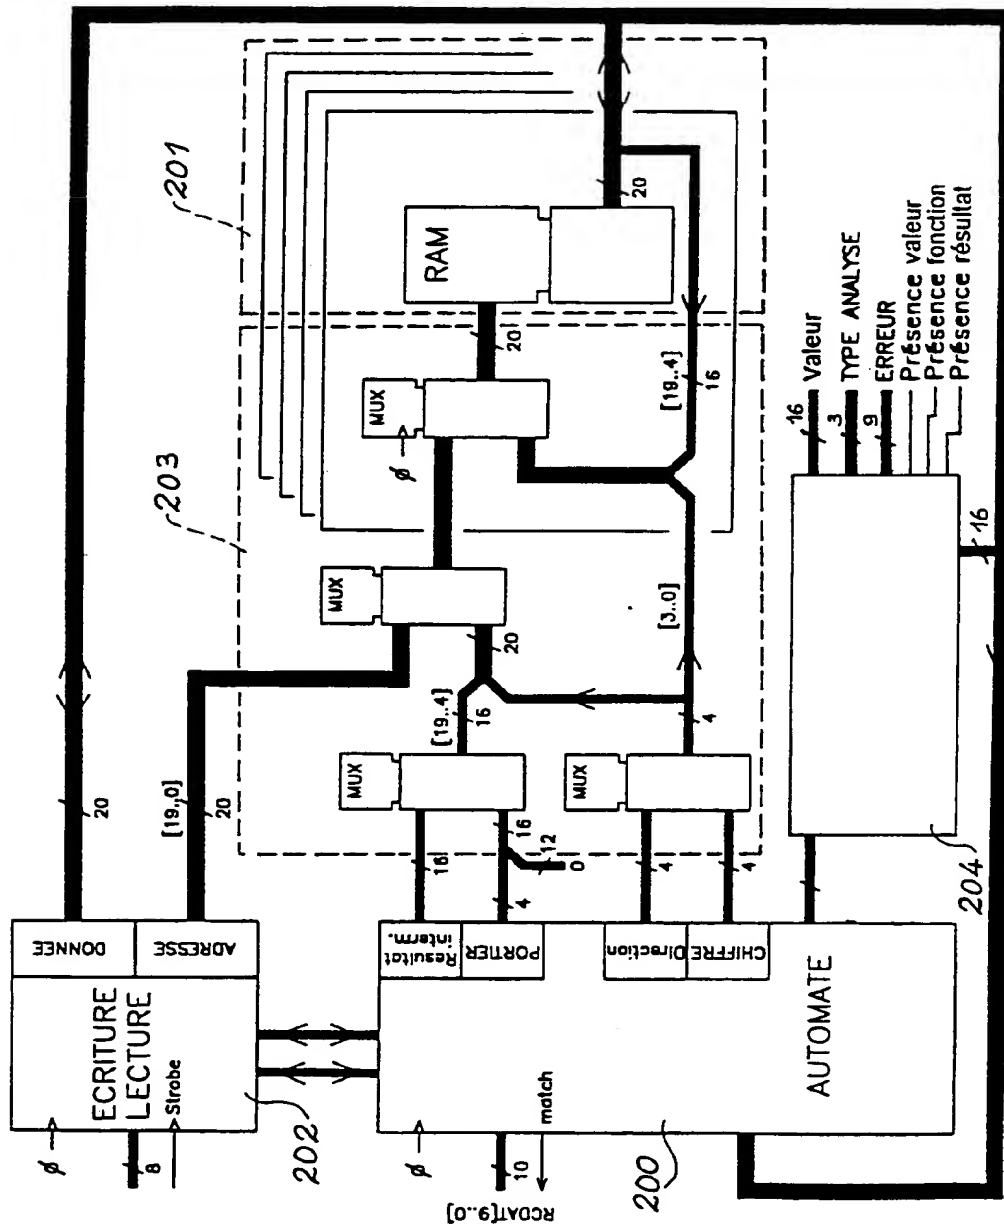 201
203
RAM
20
20
[19..4]
16
MUX
ϕ
MUX
20
[3..0]
[19..4]
16
4
MUX
MUX
20
[19..0]
20
16
16
12
0
4
4
4
16
Valeur
3
TYPE ANALYSE
9
ERREUR
Présence valeur
Présence fonction
Présence résultat
16
204
DONNEE
ADRESSE
ECRITURE
LECTURE
Strobe
ϕ
8
202
Resultat
interm.
PORTIER
Direction
CHIFFRE
AUTOMATE
ϕ
match
10
RCDAT[9..0]
200